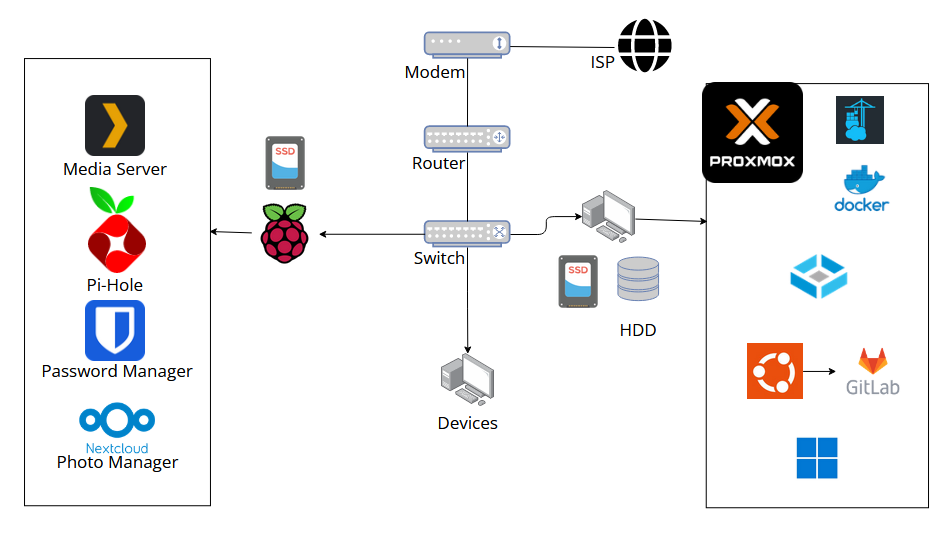 ISP
Modem
Router
Switch
Devices
SSD
Media Server
Pi-Hole
Password Manager
Nextcloud
Photo Manager
SSD
HDD
PROXMOX
docker
GitLab